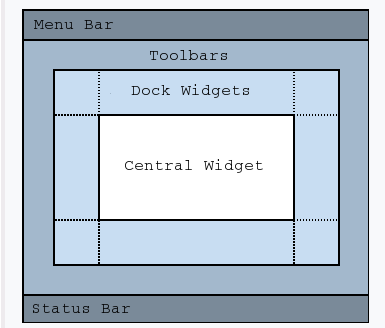 Menu Bar
Toolbars
Dock Widgets
Central Widget
Status Bar